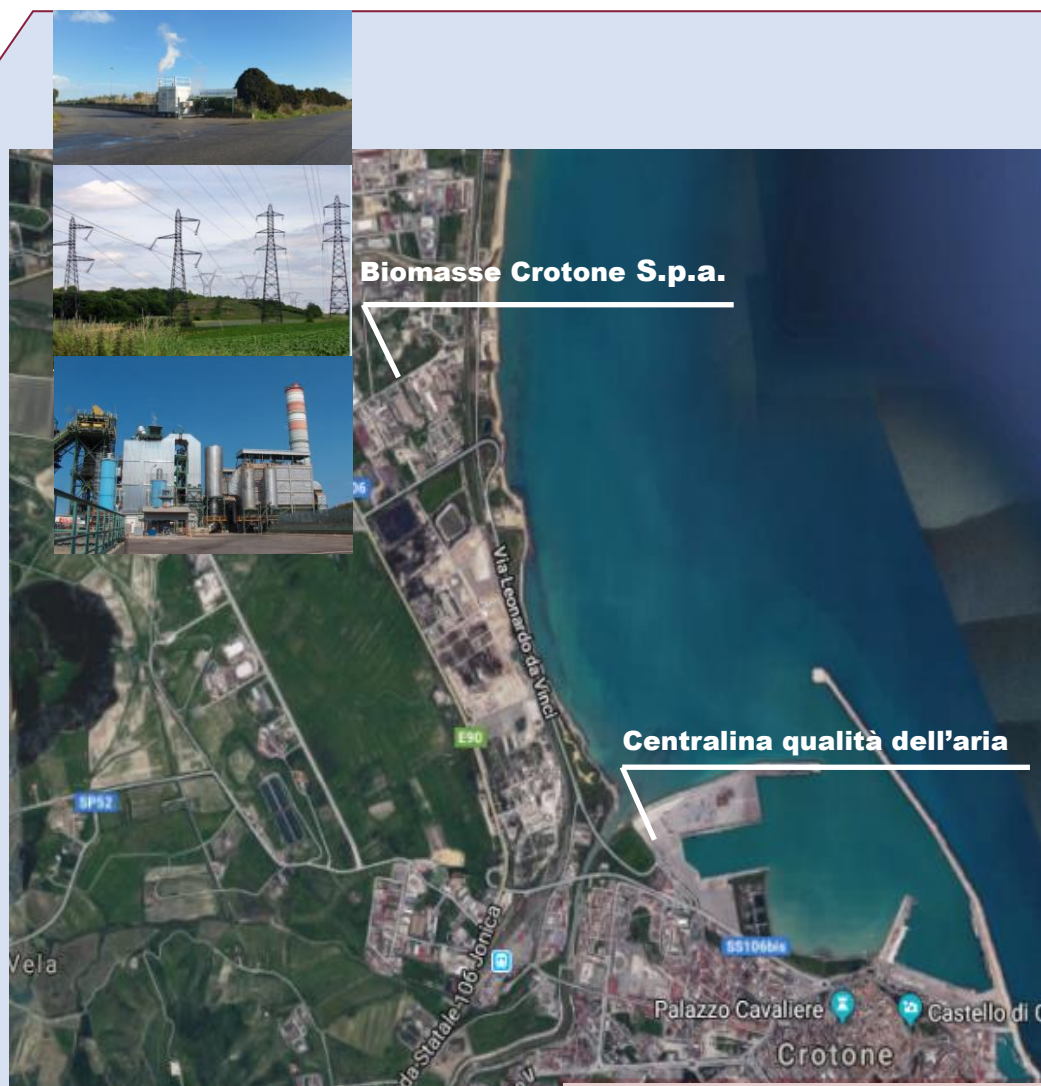 Biomasse Crotone S.p.a.
06
Via Leonardo da Vinci
E90
Centralina qualità dell’aria
SP52
Vela
da-Statale-106 Jonica
SS106bis
Palazzo Cavaliere
Castello di C
Crotone